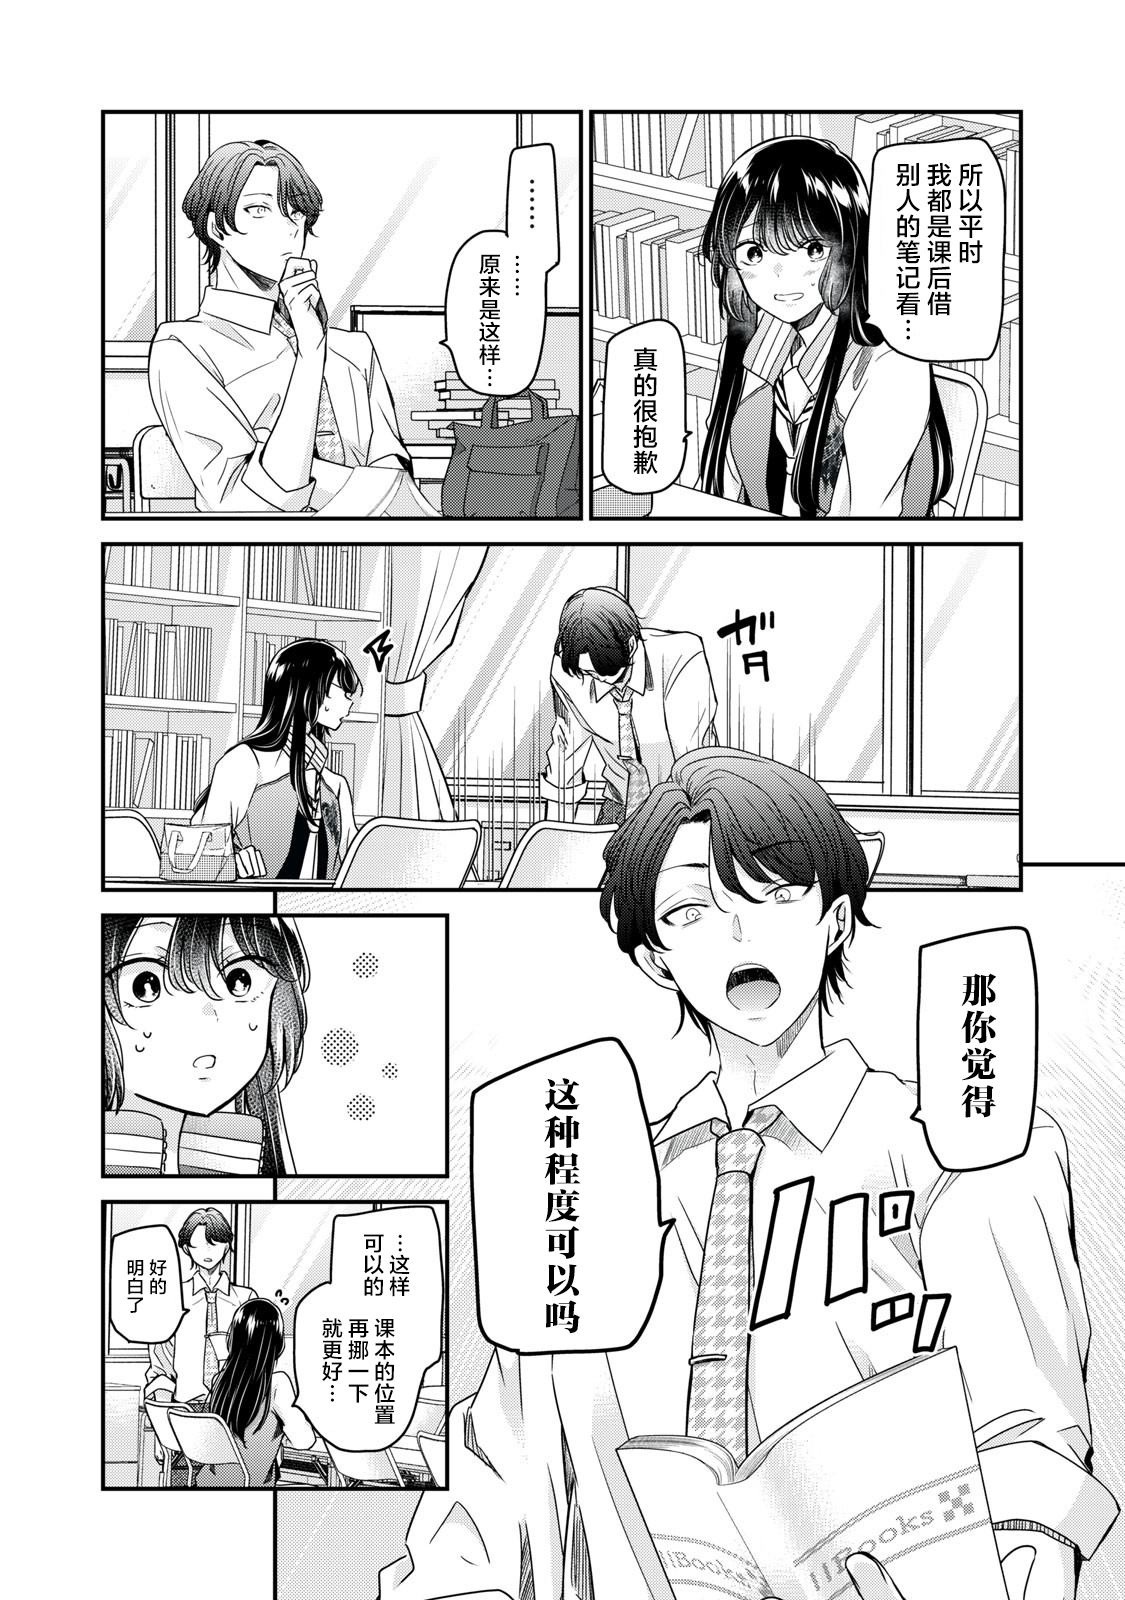 所以平时
我都是课后借
别人的笔记看…
真的很抱歉
………
……
原来是这样…
ガタ
那你觉得
这种程度可以吗
バッ
||Books
||Books
…这样
可以的
课本的位置
再挪一下
就更好…
好的
明白了